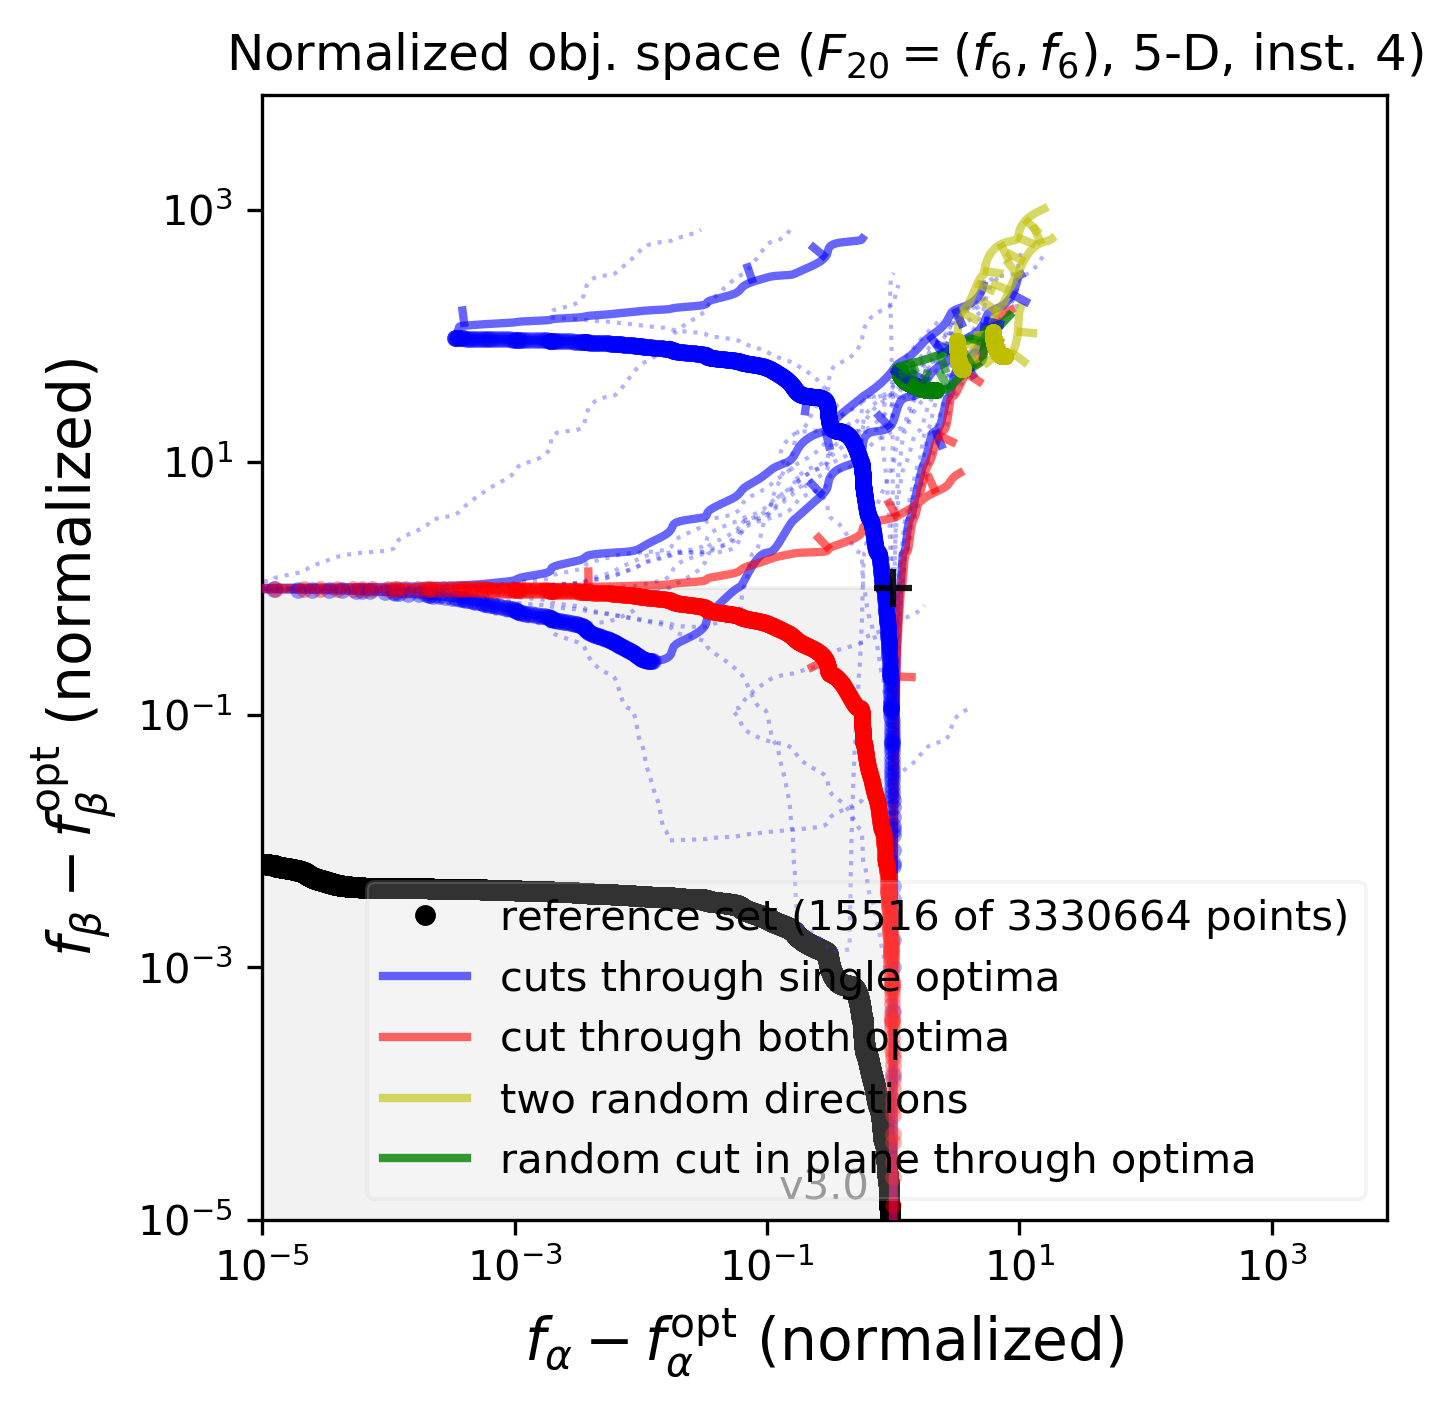 Normalized obj. space (F₂₀ = (f₆, f₆), 5-D, inst. 4)
10³
10¹
10⁻¹
10⁻³
10⁻⁵
f_β − f_β^opt (normalized)
reference set (15516 of 3330664 points)
cuts through single optima
cut through both optima
two random directions
random cut in plane through optima
v3.0
10⁻⁵ 10⁻³ 10⁻¹ 10¹ 10³
f_α − f_α^opt (normalized)